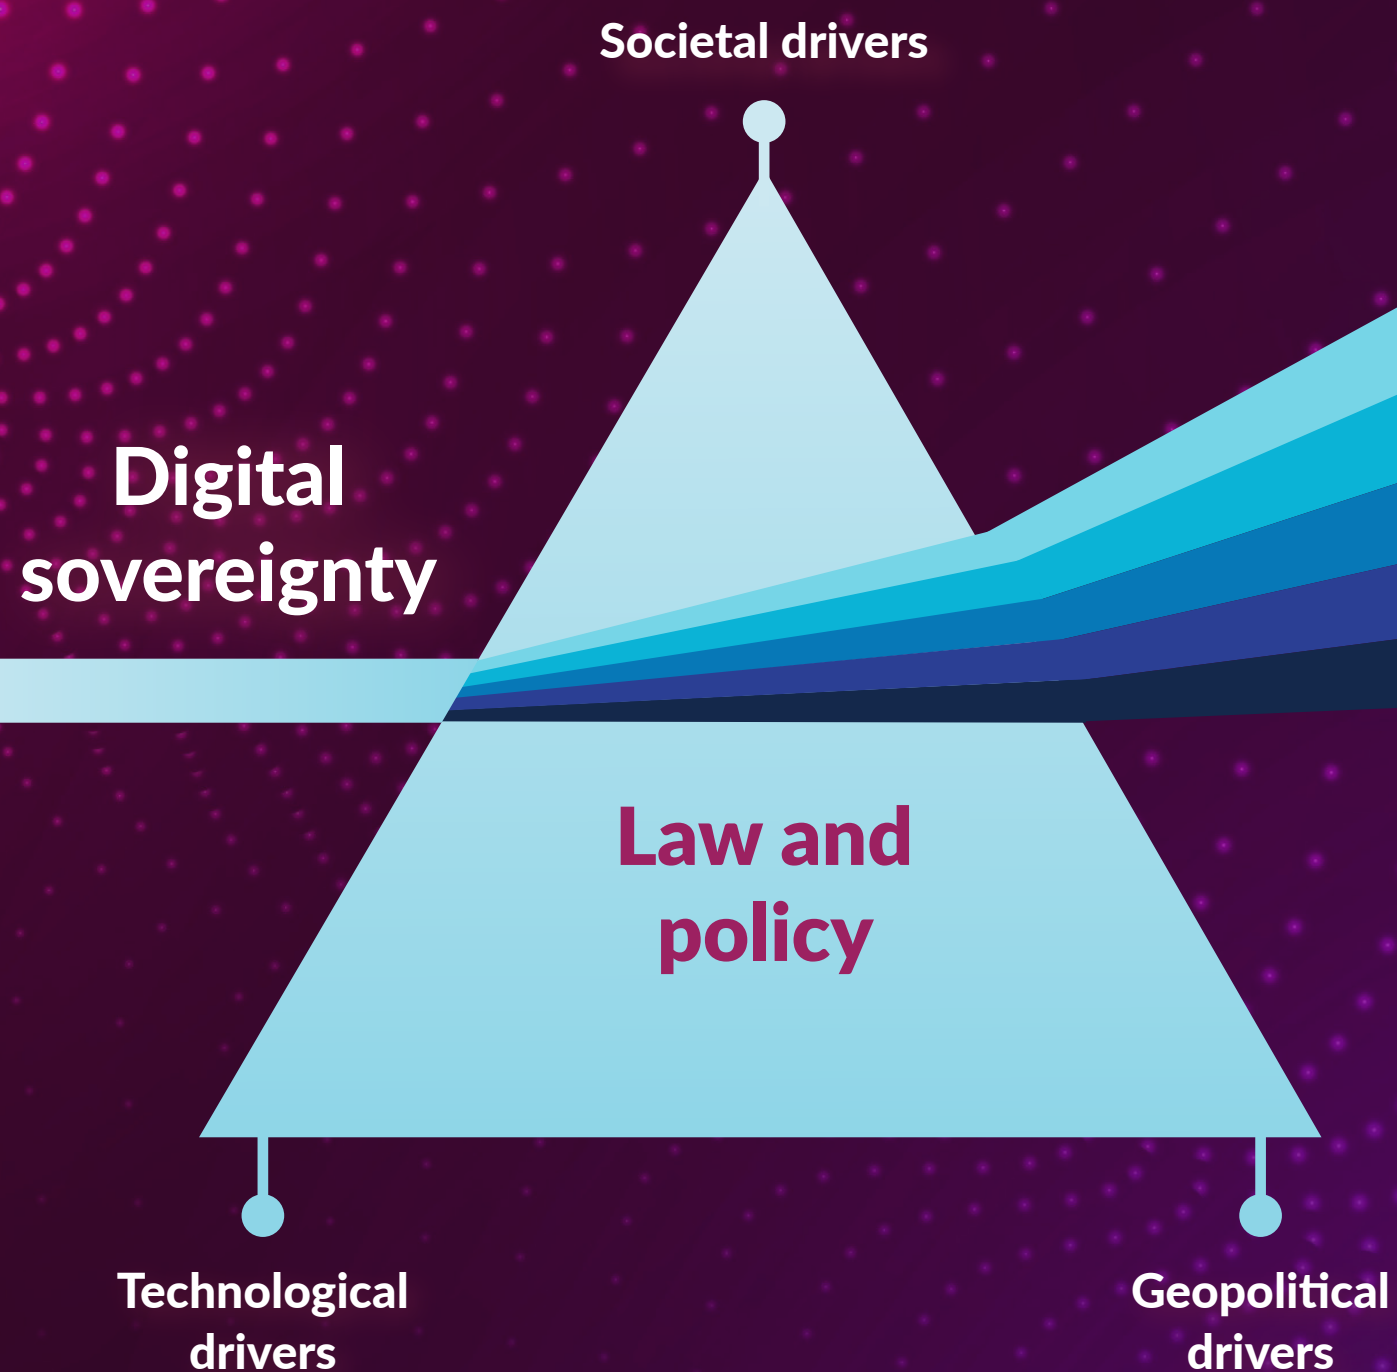 Societal drivers
Digital
sovereignty
Law and
policy
Technological
drivers
Geopolitical
drivers